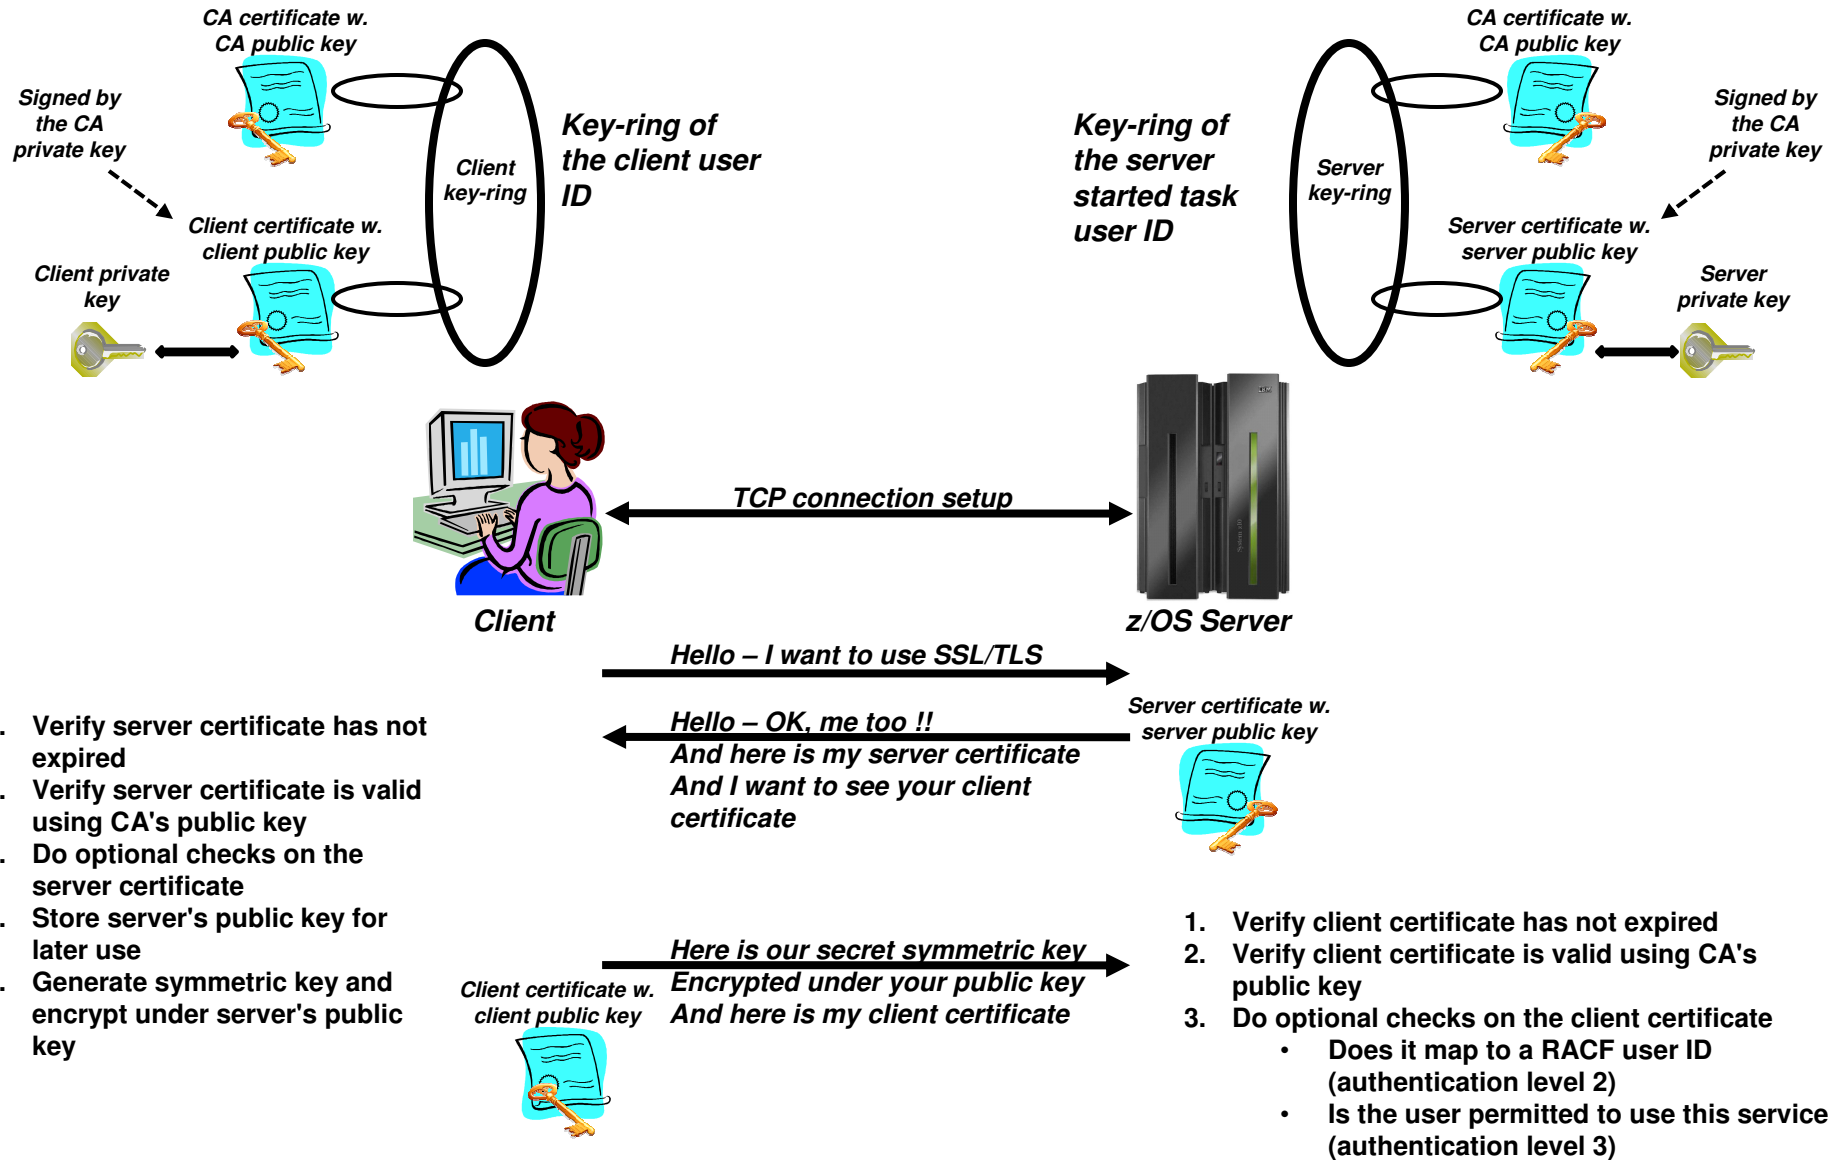 CA certificate w.
CA public key
CA certificate w.
CA public key
Signed by
the CA
private key
Key-ring of
the client user
ID
Client
key-ring
Client certificate w.
client public key
Client private
key
Key-ring of
the server
started task
user ID
Server
key-ring
Signed by
the CA
private key
Server certificate w.
server public key
Server
private key
TCP connection setup
Client
z/OS Server
Hello – I want to use SSL/TLS
Hello – OK, me too !!
And here is my server certificate
And I want to see your client
certificate
Server certificate w.
server public key
. Verify server certificate has not
expired
. Verify server certificate is valid
using CA's public key
. Do optional checks on the
server certificate
. Store server's public key for
later use
. Generate symmetric key and
encrypt under server's public
key
Here is our secret symmetric key
Encrypted under your public key
And here is my client certificate
Client certificate w.
client public key
1. Verify client certificate has not expired
2. Verify client certificate is valid using CA's
public key
3. Do optional checks on the client certificate
• Does it map to a RACF user ID
(authentication level 2)
• Is the user permitted to use this service
(authentication level 3)